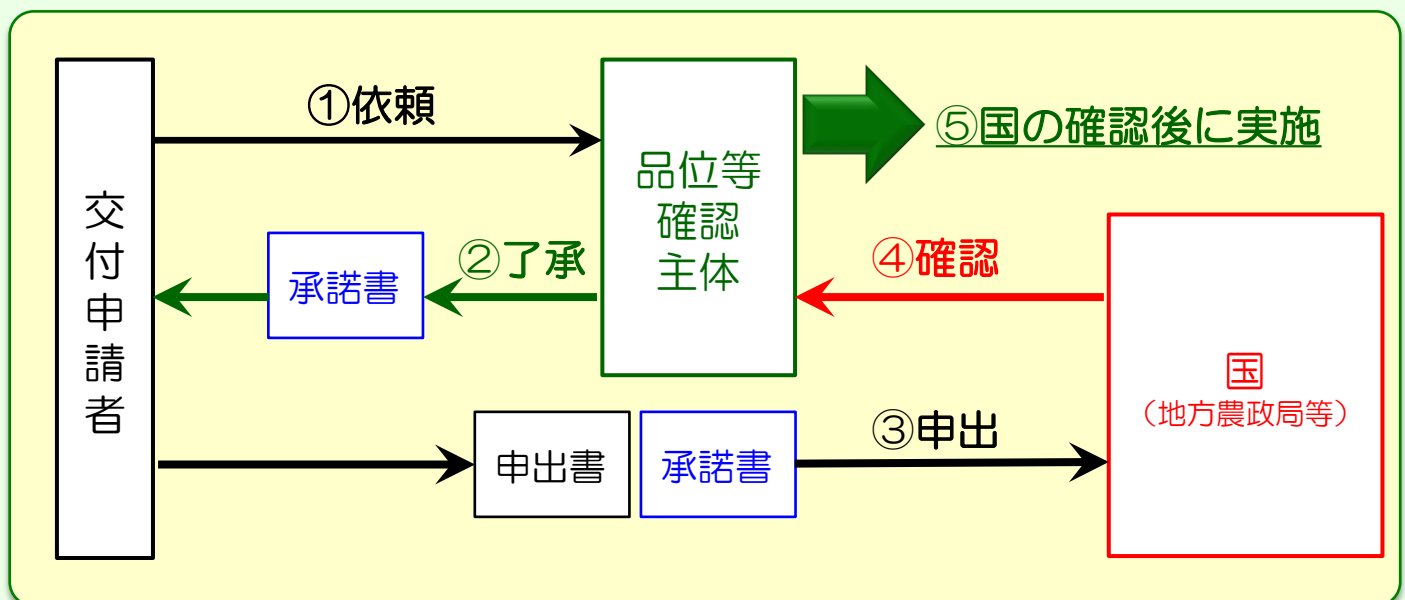 交付申請者
①依頼
品位等
確認
主体
⑤国の確認後に実施
承諾書
②了承
④確認
国
（地方農政局等）
申出書
承諾書
③申出